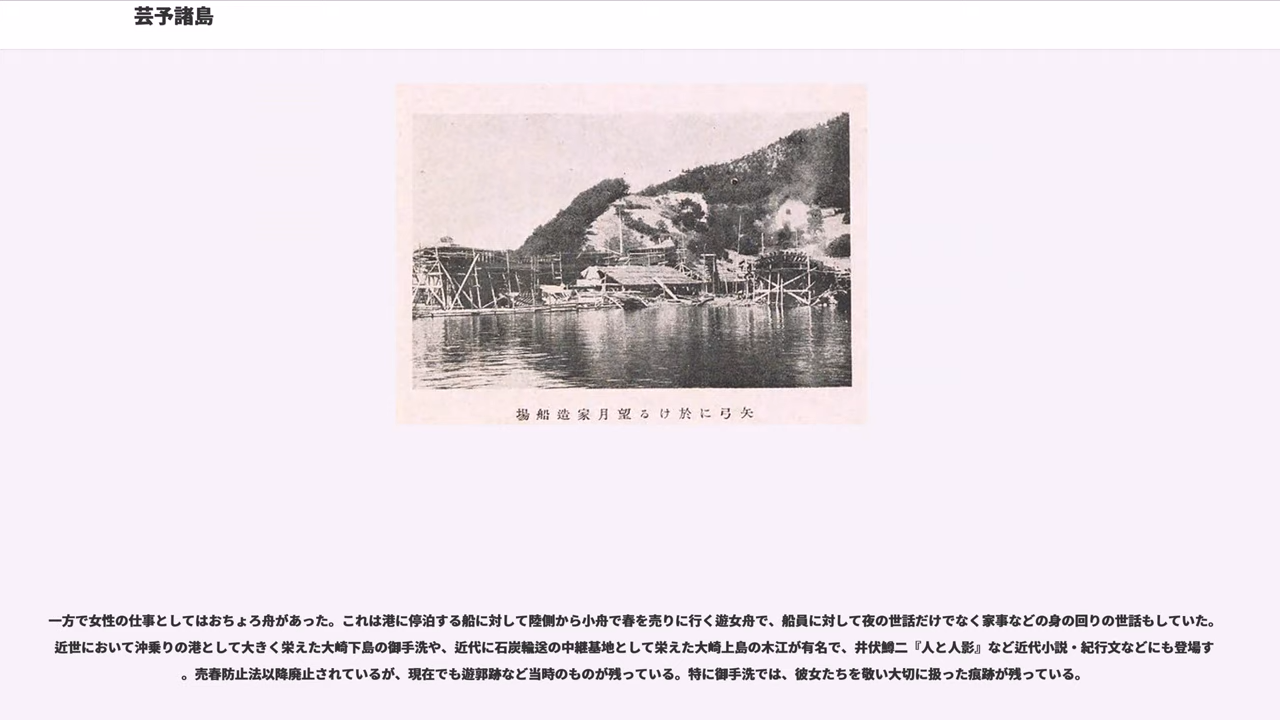 芸予諸島
矢弓に於ける望月家造船場
一方で女性の仕事としてはおちょろ舟があった。これは港に停泊する船に対して陸側から小舟で春を売りに行く遊女舟で、船員に対して夜の世話だけでなく家事などの身の回りの世話もしていた。
近世において沖乗りの港として大きく栄えた大崎下島の御手洗や、近代に石炭輸送の中継基地として栄えた大崎上島の木江が有名で、井伏鱒二『人と人影』など近代小説・紀行文などにも登場す
。売春防止法以降廃止されているが、現在でも遊郭跡など当時のものが残っている。特に御手洗では、彼女たちを敬い大切に扱った痕跡が残っている。